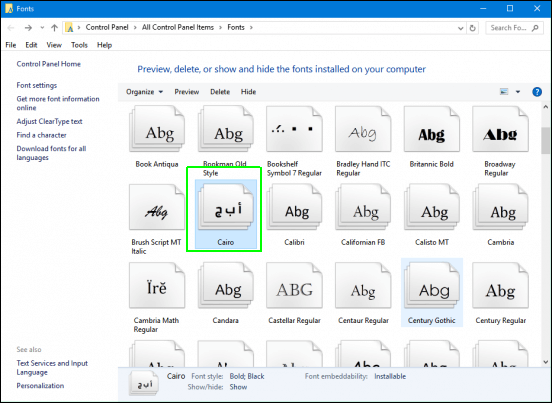 Fonts
Control Panel > All Control Panel Items > Fonts >
Search Fo...
File Edit View Tools Help
Control Panel Home
Font settings
Get more font information
online
Adjust ClearType text
Find a character
Download fonts for all
languages
See also
Text Services and Input
Language
Personalization
Preview, delete, or show and hide the fonts installed on your computer
Organize Preview Delete Hide
Abg Abg Abg Abg Abg
Book Antiqua
Bookman Old
Style
Bookshelf
Symbol 7 Regular
Bradley Hand ITC
Regular
Britannic Bold
Broadway
Regular
Abg أ ب ج Abg Abg Abg Abg
Brush Script MT
Italic
Cairo
Calibri
Californian FB
Calisto MT
Cambria
Ïrĕ Abg ABG Abg Abg Abg
Cambria Math
Regular
Candara
Castellar Regular
Centaur Regular
Century Gothic
Century Regular
أ ب ج
Cairo Font style: Bold; Black Font embeddability: Installable
Show/hide: Show